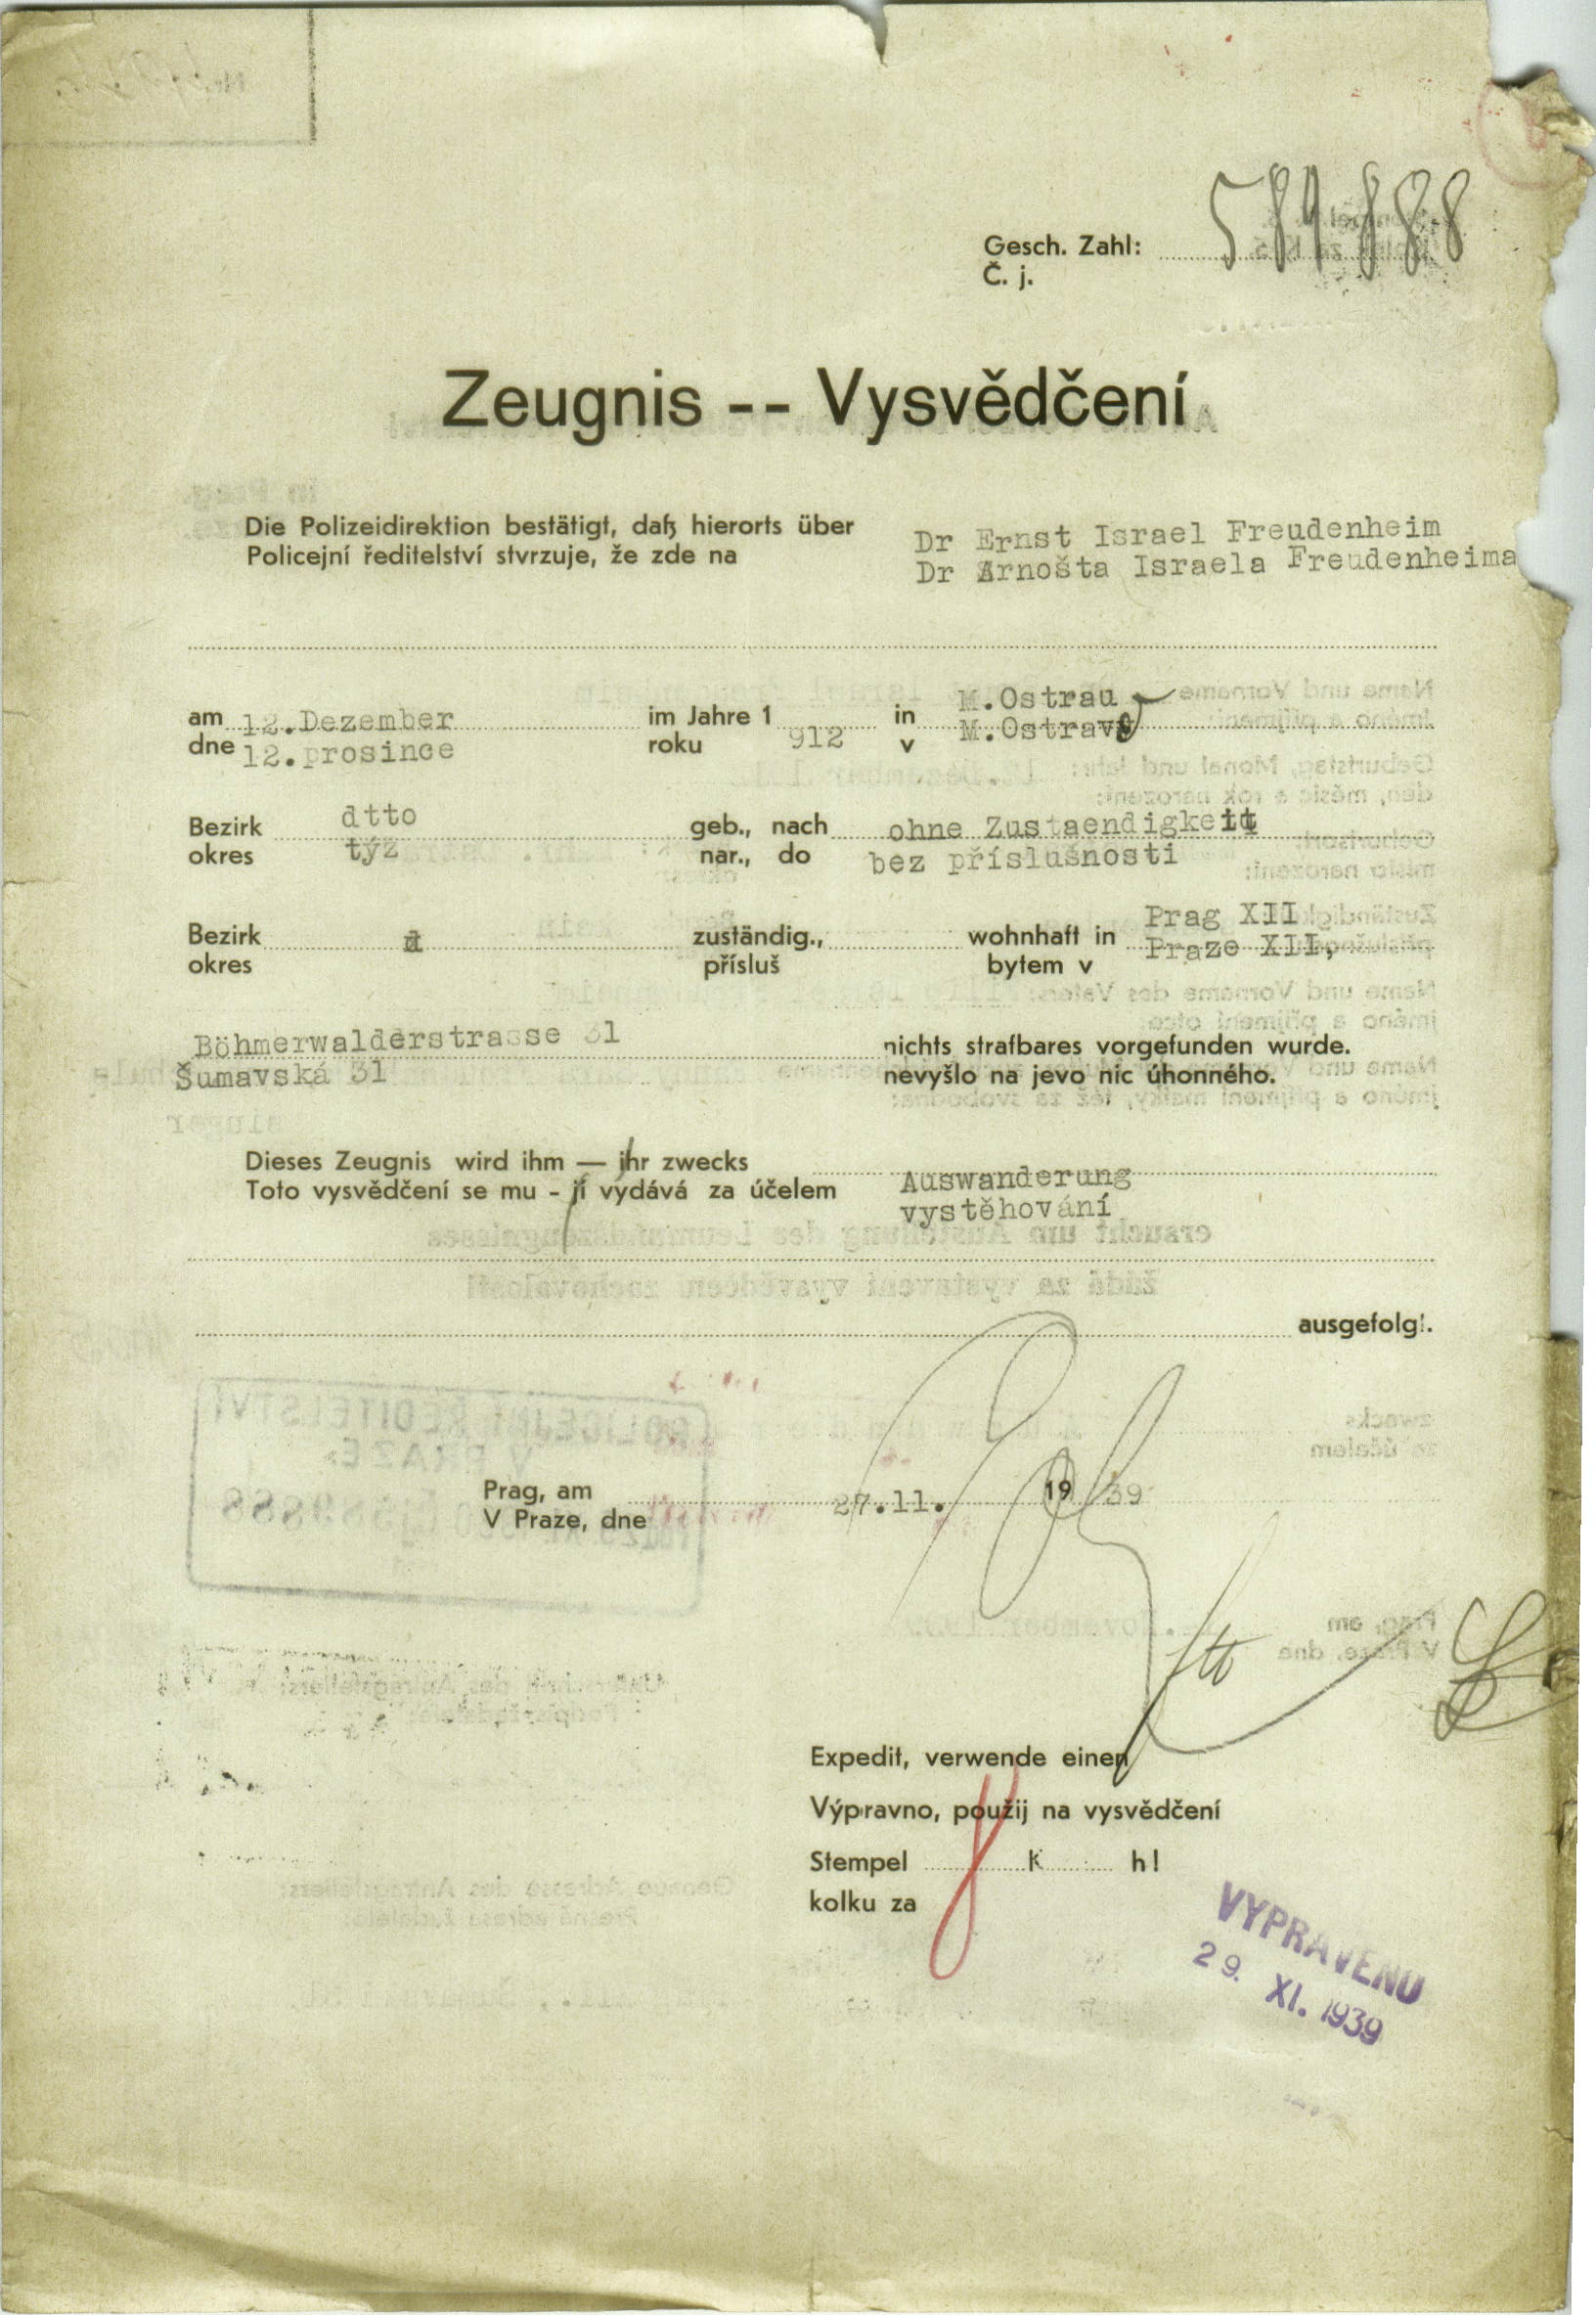 Gesch. Zahl: 589888
Č. j.
Zeugnis -- Vysvědčení
Die Polizeidirektion bestätigt, daß hierorts über Dr Ernst Israel Freudenheim
Policejní ředitelství stvrzuje, že zde na Dr Arnošta Israela Freudenheima
am 12.Dezember im Jahre 1 912 in M.Ostrau
dne 12.prosince roku v M.Ostravě
Bezirk dtto geb., nach ohne Zustaendigkeit
okres týž nar., do bez příslušnosti
Bezirk zuständig., wohnhaft in Prag XII
okres přísluš bytem v Praze XII,
Böhmerwalderstrasse 31 nichts strafbares vorgefunden wurde.
Šumavská 31 nevyšlo na jevo nic úhonného.
Dieses Zeugnis wird ihm — ihr zwecks Auswanderung
Toto vysvědčení se mu - jí vydává za účelem vystěhování
ausgefolgt.
Prag, am 27.11. 19 39
V Praze, dne
Expedit, verwende einen
Výpravno, použij na vysvědčení
Stempel K h!
kolku za
VYPRAVENO
29. XI. 1939